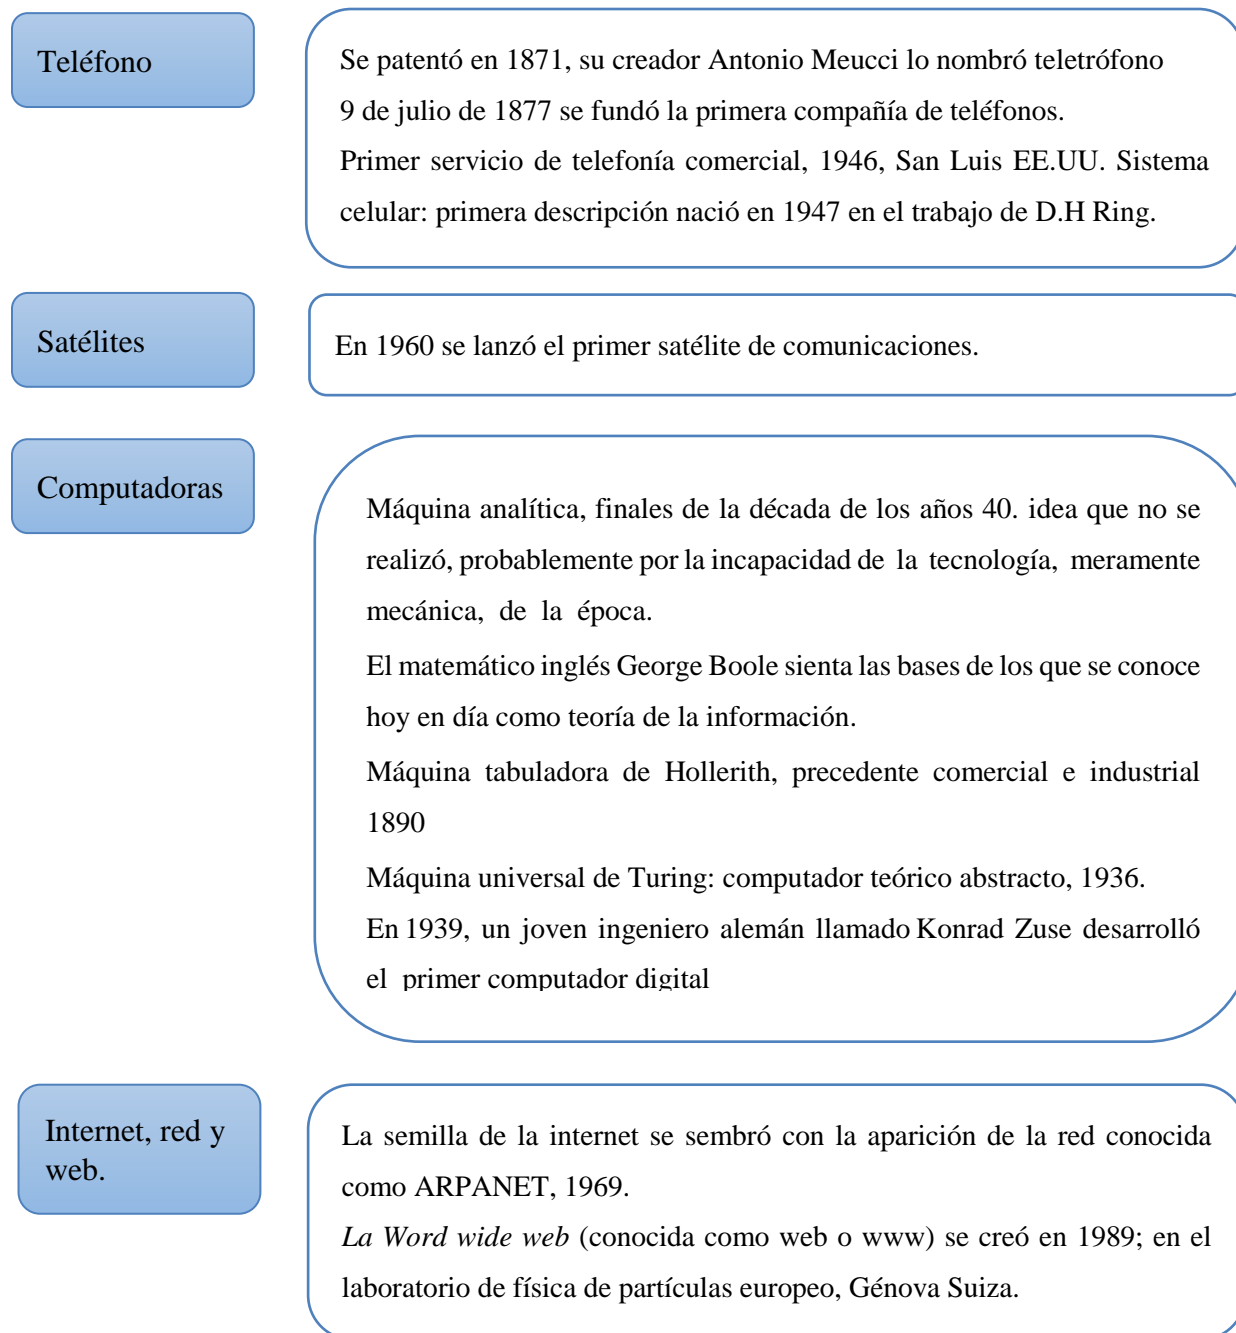 Teléfono
Se patentó en 1871, su creador Antonio Meucci lo nombró teletrófono
9 de julio de 1877 se fundó la primera compañía de teléfonos.
Primer servicio de telefonía comercial, 1946, San Luis EE.UU. Sistema
celular: primera descripción nació en 1947 en el trabajo de D.H Ring.
Satélites
En 1960 se lanzó el primer satélite de comunicaciones.
Computadoras
Máquina analítica, finales de la década de los años 40. idea que no se
realizó, probablemente por la incapacidad de la tecnología, meramente
mecánica, de la época.
El matemático inglés George Boole sienta las bases de los que se conoce
hoy en día como teoría de la información.
Máquina tabuladora de Hollerith, precedente comercial e industrial
1890
Máquina universal de Turing: computador teórico abstracto, 1936.
En 1939, un joven ingeniero alemán llamado Konrad Zuse desarrolló
el primer computador digital
Internet, red y
web.
La semilla de la internet se sembró con la aparición de la red conocida
como ARPANET, 1969.
La Word wide web (conocida como web o www) se creó en 1989; en el
laboratorio de física de partículas europeo, Génova Suiza.